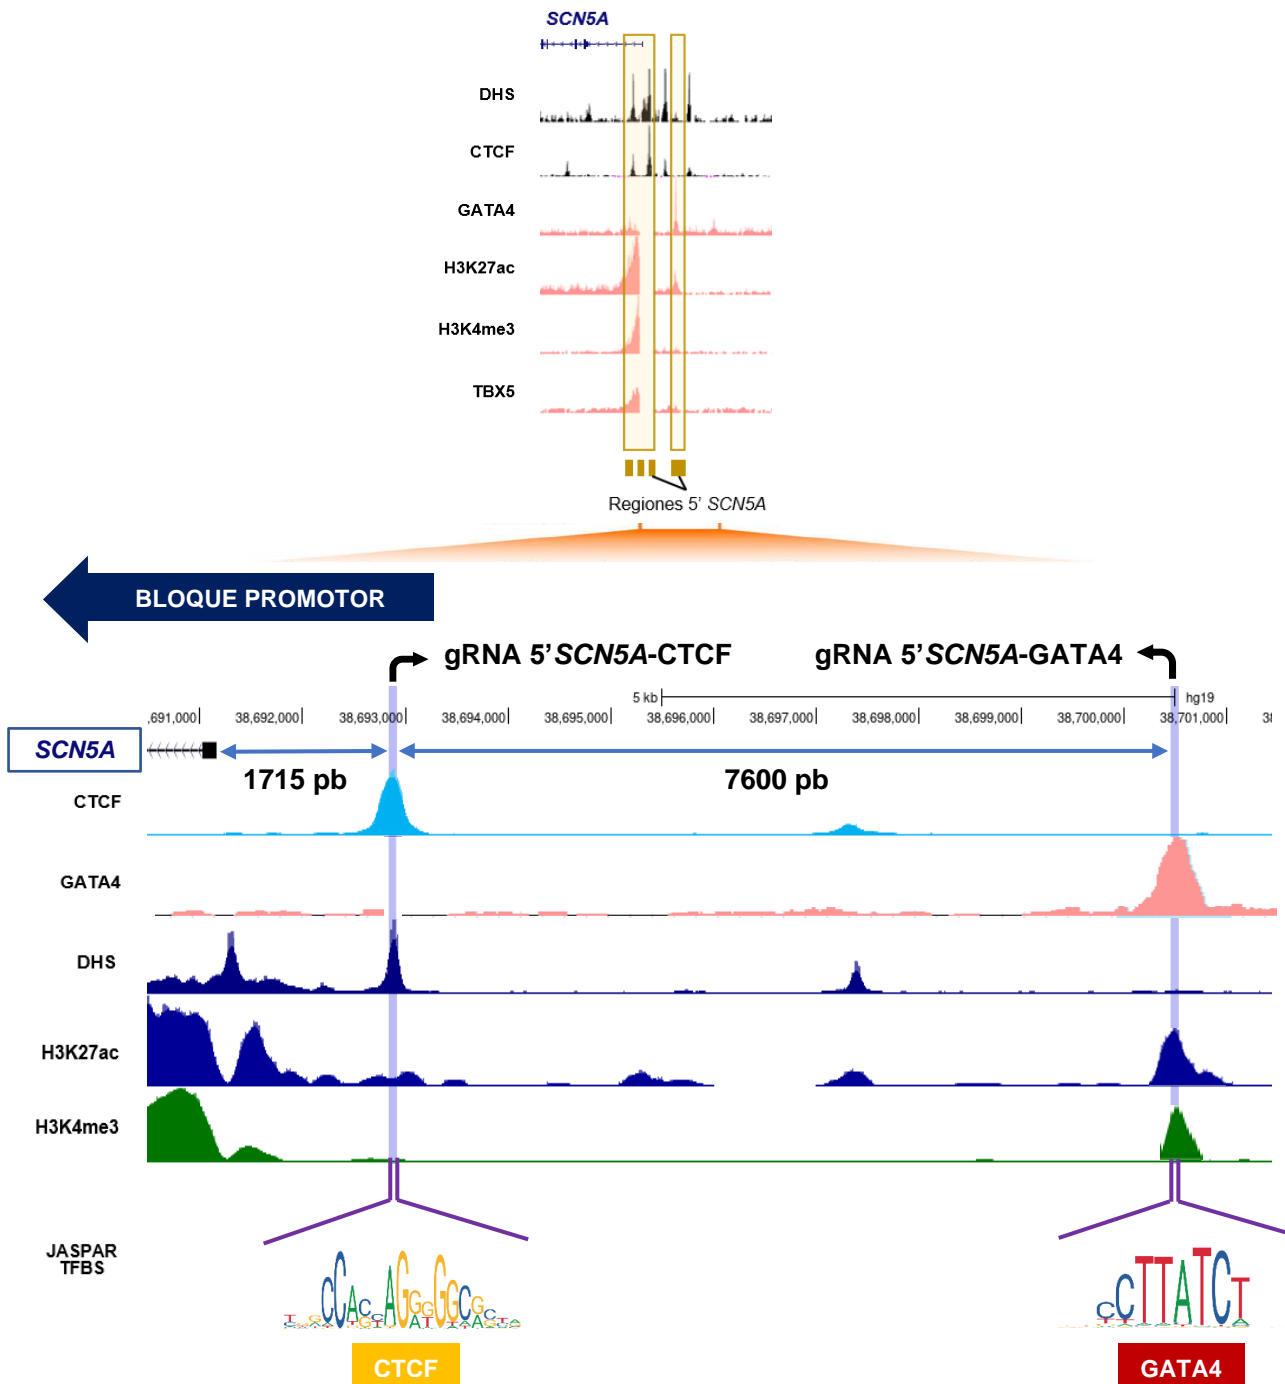 SCN5A
DHS
CTCF
GATA4
H3K27ac
H3K4me3
TBX5
Regiones 5' SCN5A
BLOQUE PROMOTOR
gRNA 5'SCN5A-CTCF
gRNA 5'SCN5A-GATA4
5 kb
hg19
,691,000
38,692,000
38,693,000
38,694,000
38,695,000
38,696,000
38,697,000
38,698,000
38,699,000
38,700,000
38,701,000
38
SCN5A
1715 pb
7600 pb
CTCF
GATA4
DHS
H3K27ac
H3K4me3
JASPAR
TFBS
CCTTATCT
CTCF
GATA4